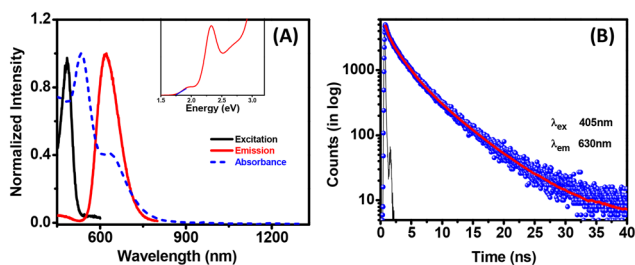 (A)
Normalized Intensity
1.2
0.8
0.4
0.0
600
900
1200
Wavelength (nm)
1.5
2.0
2.5
3.0
Energy (eV)
Excitation
Emission
Absorbance
(B)
Counts (in log)
1000
100
10
0
5
10
15
20
25
30
35
40
Time (ns)
λex 405nm
λem 630nm